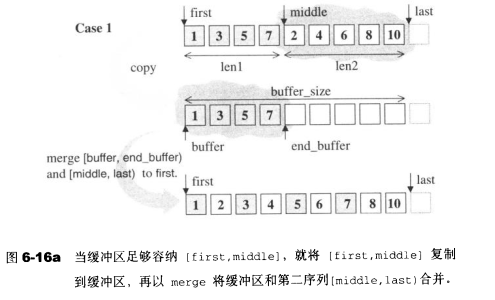 first middle last
Case 1
1 3 5 7 2 4 6 8 10
copy len1 len2
buffer_size
1 3 5 7
buffer end_buffer
merge [buffer, end_buffer)
and [middle, last) to first.
first last
1 2 3 4 5 6 7 8 10
图 6-16a 当缓冲区足够容纳 [first,middle], 就将 [first,middle] 复制
到缓冲区，再以 merge 将缓冲区和第二序列[middle,last)合并。